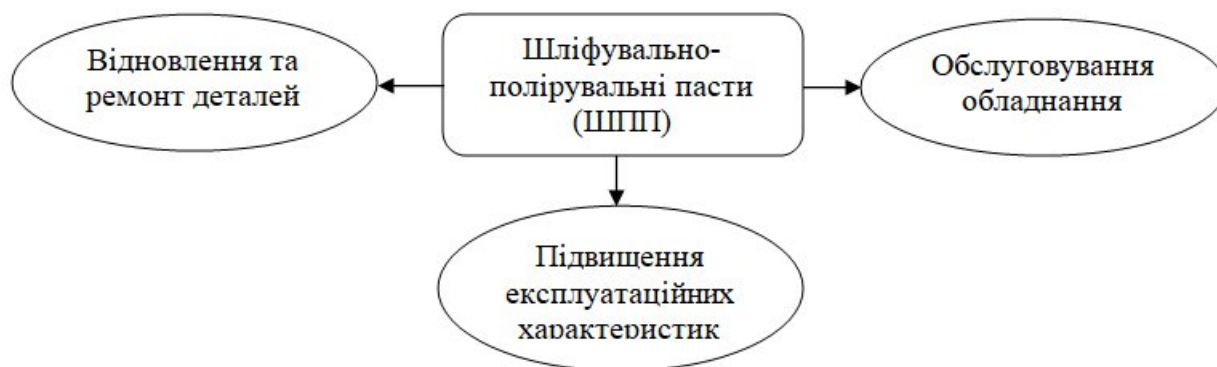 Відновлення та
ремонт деталей
Шліфувально-
полірувальні пасти
(ШПП)
Обслуговування
обладнання
Підвищення
експлуатаційних
характеристик